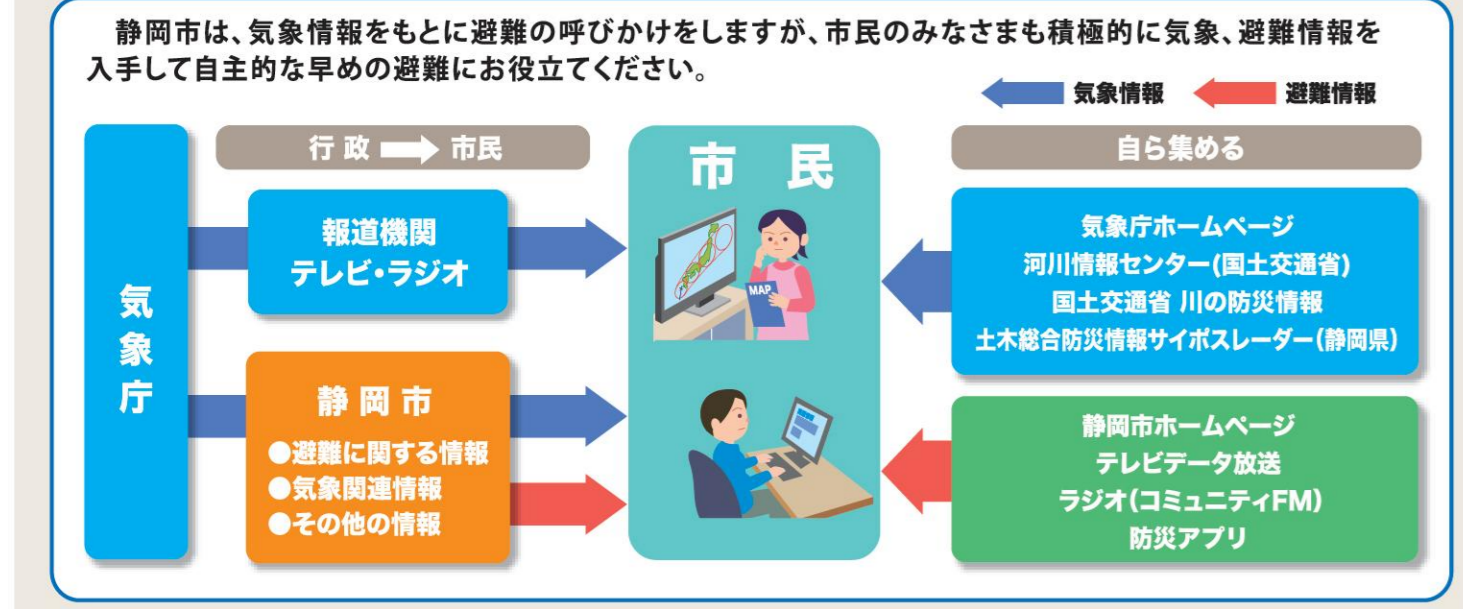 静岡市は、気象情報をもとに避難の呼びかけをしますが、市民のみなさまも積極的に気象、避難情報を
入手して自主的な早めの避難にお役立てください。
気象情報
避難情報
気象庁
行政 市民
報道機関
テレビ・ラジオ
静岡市
●避難に関する情報
●気象関連情報
●その他の情報
市民
MAP
自ら集める
気象庁ホームページ
河川情報センター(国土交通省)
国土交通省 川の防災情報
土木総合防災情報サイポスレーダー(静岡県)
静岡市ホームページ
テレビデータ放送
ラジオ(コミュニティFM)
防災アプリ